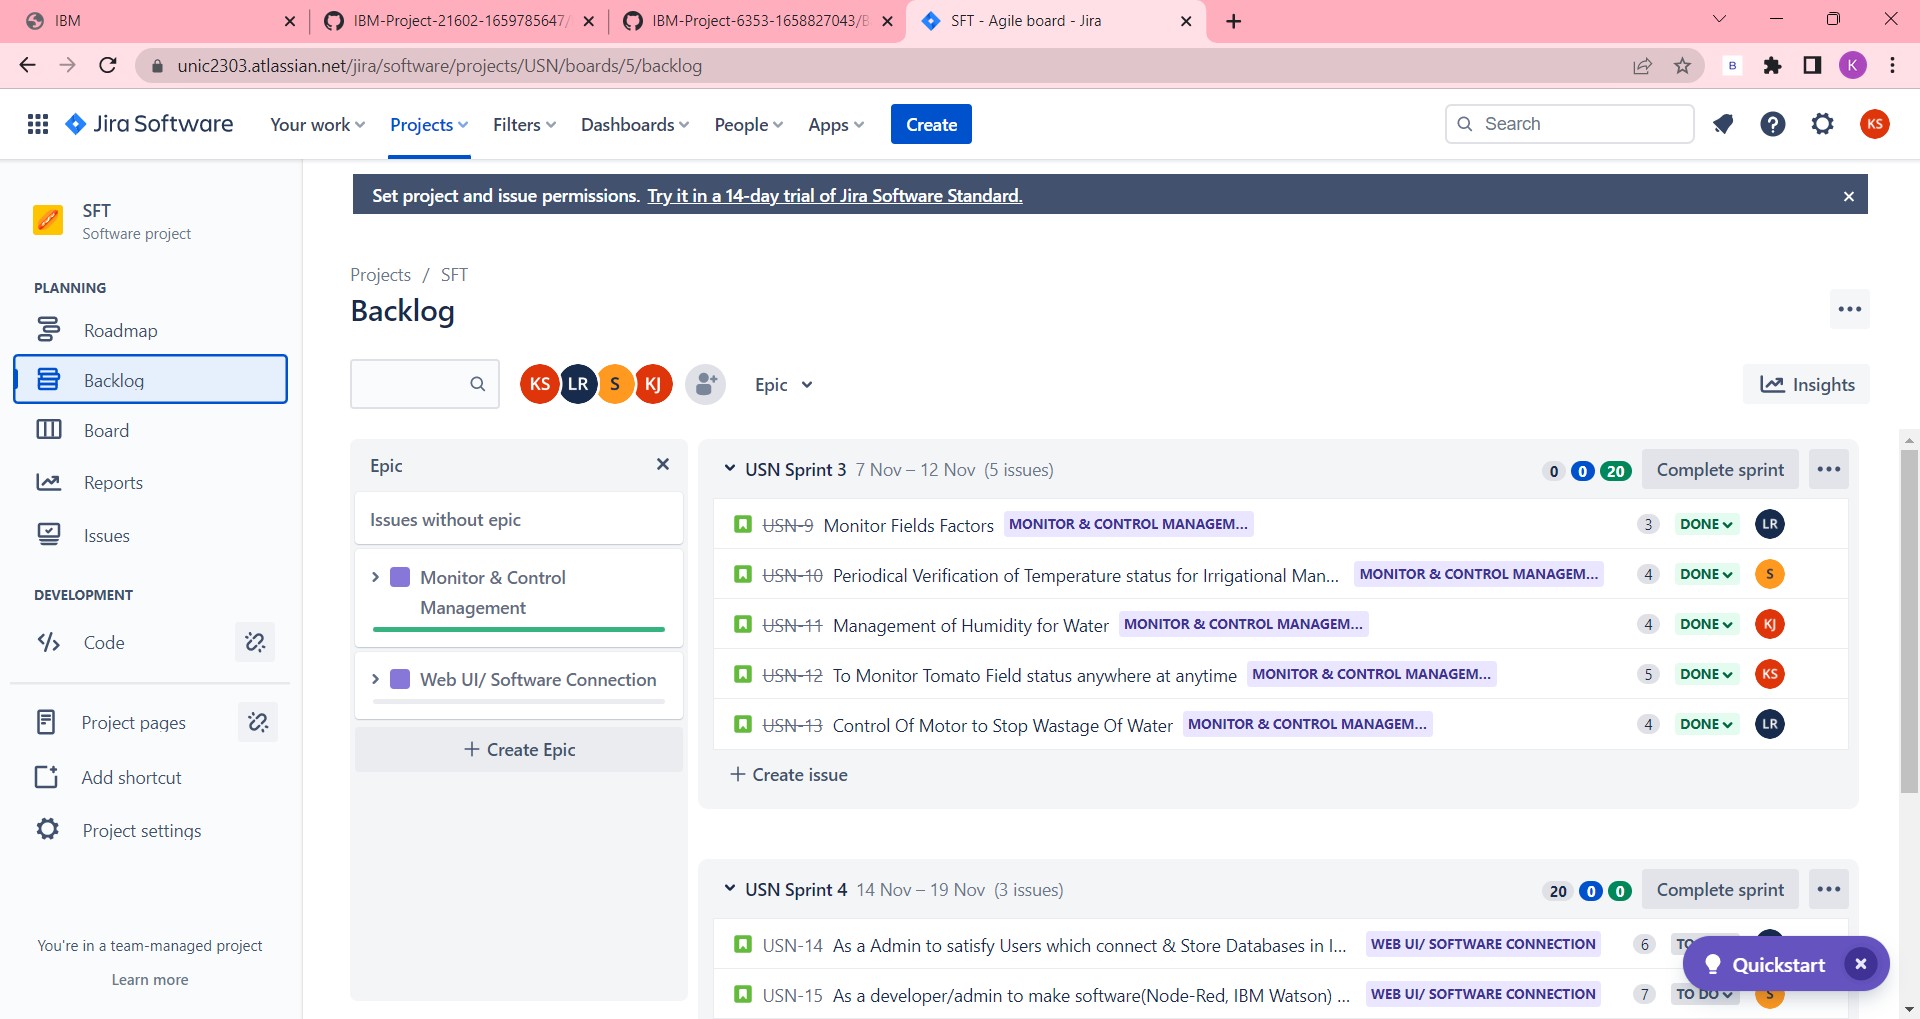 IBM
IBM-Project-21602-1659785647/
IBM-Project-6353-1658827043/B
SFT - Agile board - Jira
unic2303.atlassian.net/jira/software/projects/USN/boards/5/backlog
B
K
Jira Software
Your work
Projects
Filters
Dashboards
People
Apps
Create
Search
KS
SFT
Software project
Set project and issue permissions. Try it in a 14-day trial of Jira Software Standard.
PLANNING
Roadmap
Backlog
Board
Reports
Issues
DEVELOPMENT
Code
Project pages
Add shortcut
Project settings
You're in a team-managed project
Learn more
Projects / SFT
Backlog
KS LR S KJ
Epic
Insights
Epic
Issues without epic
Monitor & Control
Management
Web UI/ Software Connection
+ Create Epic
USN Sprint 3 7 Nov – 12 Nov (5 issues) 0 0 20 Complete sprint
USN-9 Monitor Fields Factors MONITOR & CONTROL MANAGEM... 3 DONE LR
USN-10 Periodical Verification of Temperature status for Irrigational Man... MONITOR & CONTROL MANAGEM... 4 DONE S
USN-11 Management of Humidity for Water MONITOR & CONTROL MANAGEM... 4 DONE KJ
USN-12 To Monitor Tomato Field status anywhere at anytime MONITOR & CONTROL MANAGEM... 5 DONE KS
USN-13 Control Of Motor to Stop Wastage Of Water MONITOR & CONTROL MANAGEM... 4 DONE LR
+ Create issue
USN Sprint 4 14 Nov – 19 Nov (3 issues) 20 0 0 Complete sprint
USN-14 As a Admin to satisfy Users which connect & Store Databases in I... WEB UI/ SOFTWARE CONNECTION 6 TO
USN-15 As a developer/admin to make software(Node-Red, IBM Watson) ... WEB UI/ SOFTWARE CONNECTION 7 TO DO S
Quickstart